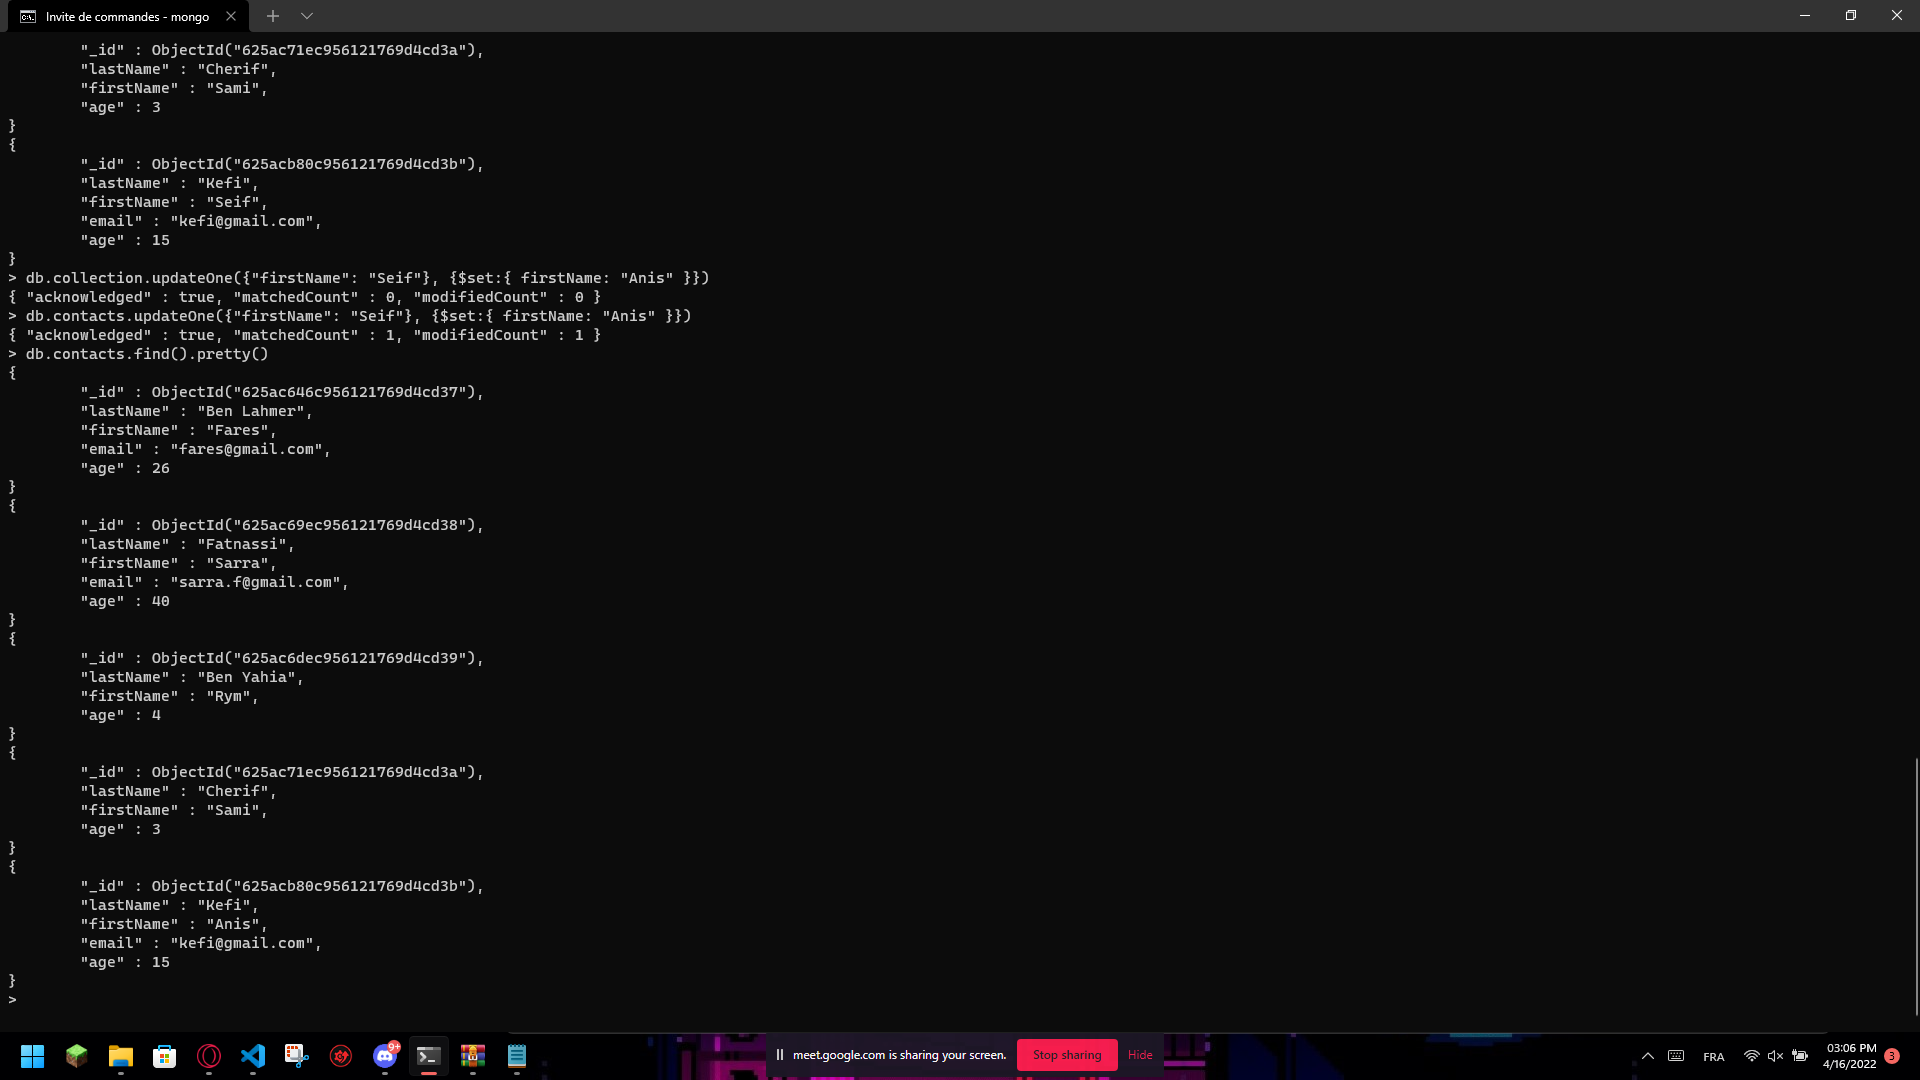 Invite de commandes - mongo
"_id" : ObjectId("625ac71ec956121769d4cd3a"),
"lastName" : "Cherif",
"firstName" : "Sami",
"age" : 3
}
{
"_id" : ObjectId("625acb80c956121769d4cd3b"),
"lastName" : "Kefi",
"firstName" : "Seif",
"email" : "kefi@gmail.com",
"age" : 15
}
> db.collection.updateOne({"firstName": "Seif"}, {$set:{ firstName: "Anis" }})
{ "acknowledged" : true, "matchedCount" : 0, "modifiedCount" : 0 }
> db.contacts.updateOne({"firstName": "Seif"}, {$set:{ firstName: "Anis" }})
{ "acknowledged" : true, "matchedCount" : 1, "modifiedCount" : 1 }
> db.contacts.find().pretty()
{
"_id" : ObjectId("625ac646c956121769d4cd37"),
"lastName" : "Ben Lahmer",
"firstName" : "Fares",
"email" : "fares@gmail.com",
"age" : 26
}
{
"_id" : ObjectId("625ac69ec956121769d4cd38"),
"lastName" : "Fatnassi",
"firstName" : "Sarra",
"email" : "sarra.f@gmail.com",
"age" : 40
}
{
"_id" : ObjectId("625ac6dec956121769d4cd39"),
"lastName" : "Ben Yahia",
"firstName" : "Rym",
"age" : 4
}
{
"_id" : ObjectId("625ac71ec956121769d4cd3a"),
"lastName" : "Cherif",
"firstName" : "Sami",
"age" : 3
}
{
"_id" : ObjectId("625acb80c956121769d4cd3b"),
"lastName" : "Kefi",
"firstName" : "Anis",
"email" : "kefi@gmail.com",
"age" : 15
}
>
9+
meet.google.com is sharing your screen. Stop sharing Hide
FRA
03:06 PM
4/16/2022
3